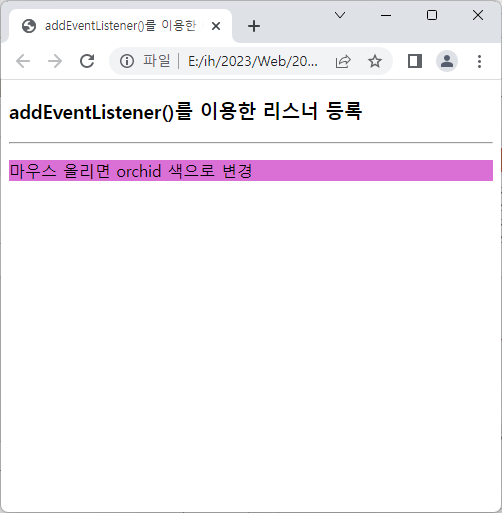 addEventListener()를 이용한
파일 E:/ih/2023/Web/20...
addEventListener()를 이용한 리스너 등록
마우스 올리면 orchid 색으로 변경